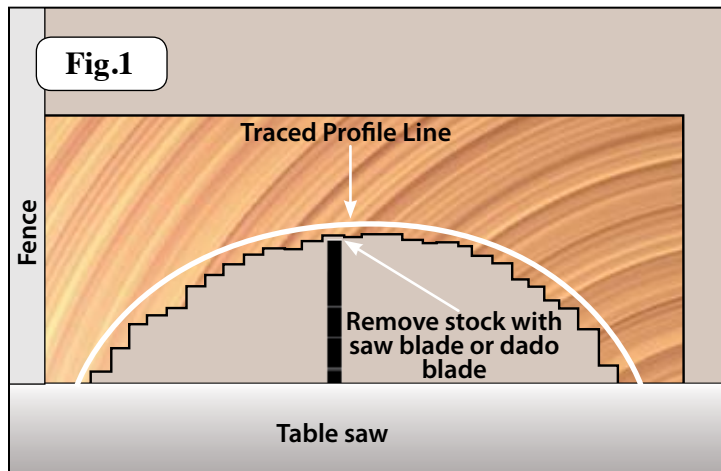 Fig.1
Traced Profile Line
Fence
Remove stock with
saw blade or dado
blade
Table saw